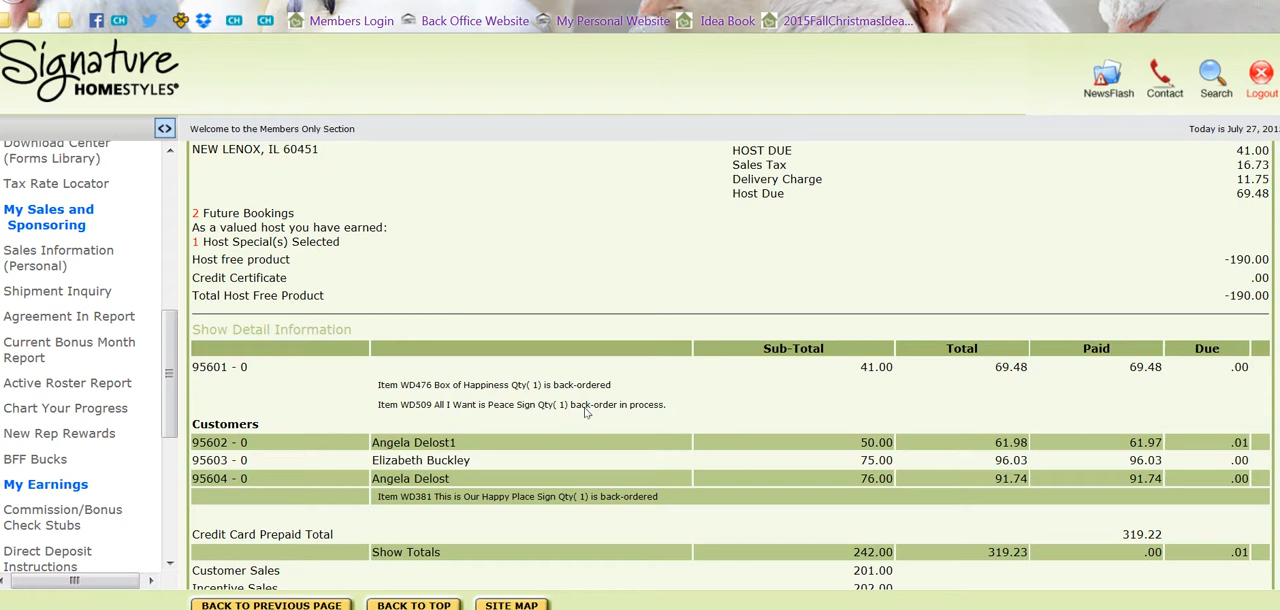 CH CH CH Members Login Back Office Website My Personal Website Idea Book 2015FallChristmasIdea...
Signature
HOMESTYLES®
NewsFlash Contact Search Logout
<> Welcome to the Members Only Section Today is July 27, 201
Download Center
(Forms Library)
Tax Rate Locator
My Sales and
Sponsoring
Sales Information
(Personal)
Shipment Inquiry
Agreement In Report
Current Bonus Month
Report
Active Roster Report
Chart Your Progress
New Rep Rewards
BFF Bucks
My Earnings
Commission/Bonus
Check Stubs
Direct Deposit
Instructions
NEW LENOX, IL 60451
HOST DUE 41.00
Sales Tax 16.73
Delivery Charge 11.75
Host Due 69.48
2 Future Bookings
As a valued host you have earned:
1 Host Special(s) Selected
Host free product -190.00
Credit Certificate .00
Total Host Free Product -190.00
Show Detail Information
Sub-Total Total Paid Due
95601 - 0 41.00 69.48 69.48 .00
Item WD476 Box of Happiness Qty( 1) is back-ordered
Item WD509 All I Want is Peace Sign Qty( 1) back-order in process.
Customers
95602 - 0 Angela Delost1 50.00 61.98 61.97 .01
95603 - 0 Elizabeth Buckley 75.00 96.03 96.03 .00
95604 - 0 Angela Delost 76.00 91.74 91.74 .00
Item WD381 This is Our Happy Place Sign Qty( 1) is back-ordered
Credit Card Prepaid Total 319.22
Show Totals 242.00 319.23 .00 .01
Customer Sales 201.00
Incentive Sales 202.00
BACK TO PREVIOUS PAGE BACK TO TOP SITE MAP